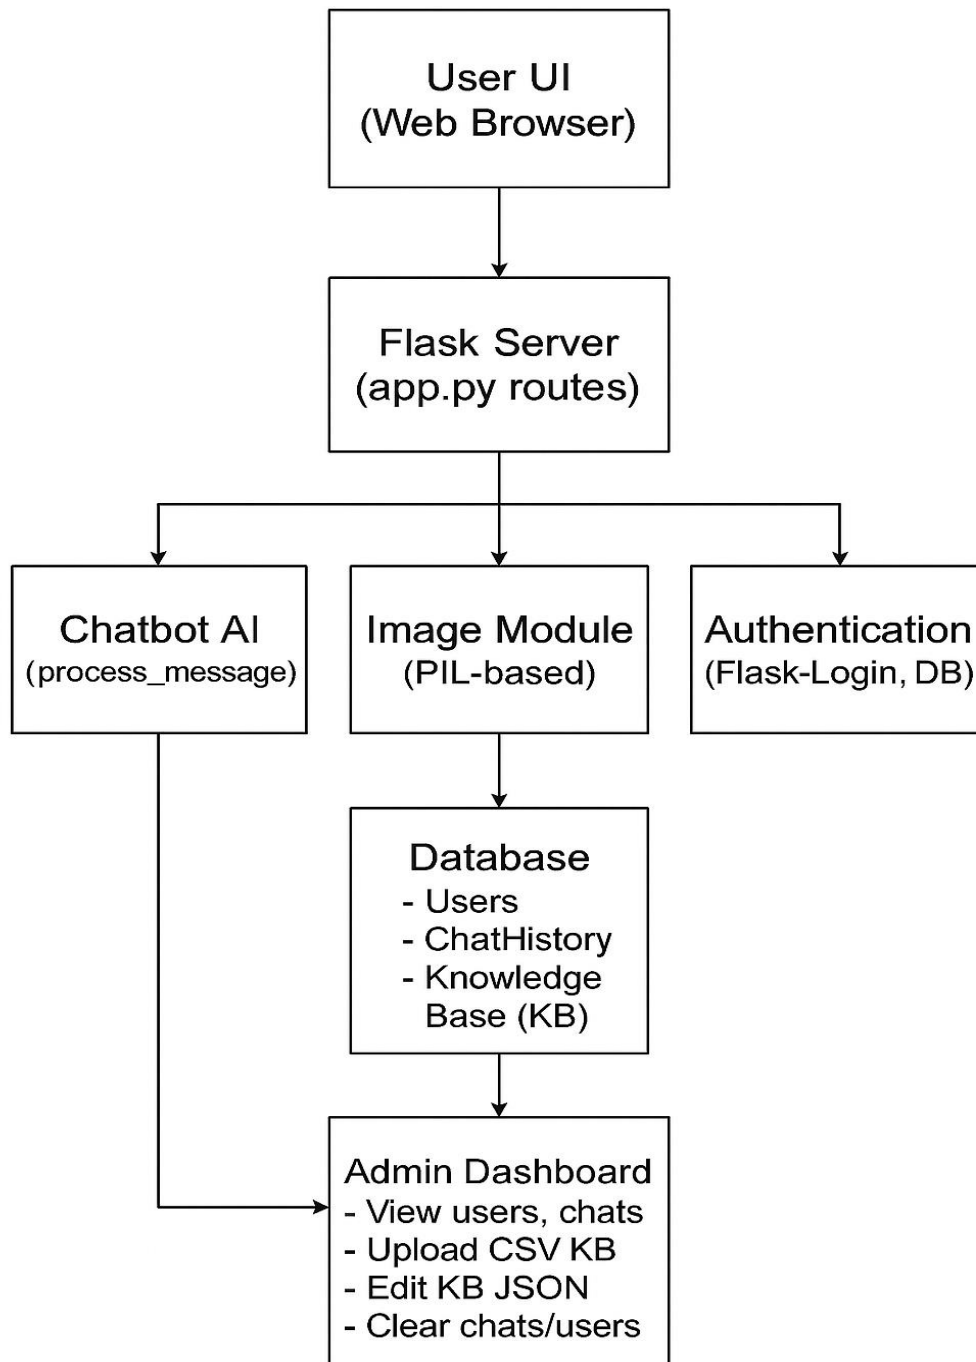 User UI
(Web Browser)
Flask Server
(app.py routes)
Chatbot AI
(process_message)
Image Module
(PIL-based)
Authentication
(Flask-Login, DB)
Database
- Users
- ChatHistory
- Knowledge
Base (KB)
Admin Dashboard
- View users, chats
- Upload CSV KB
- Edit KB JSON
- Clear chats/users